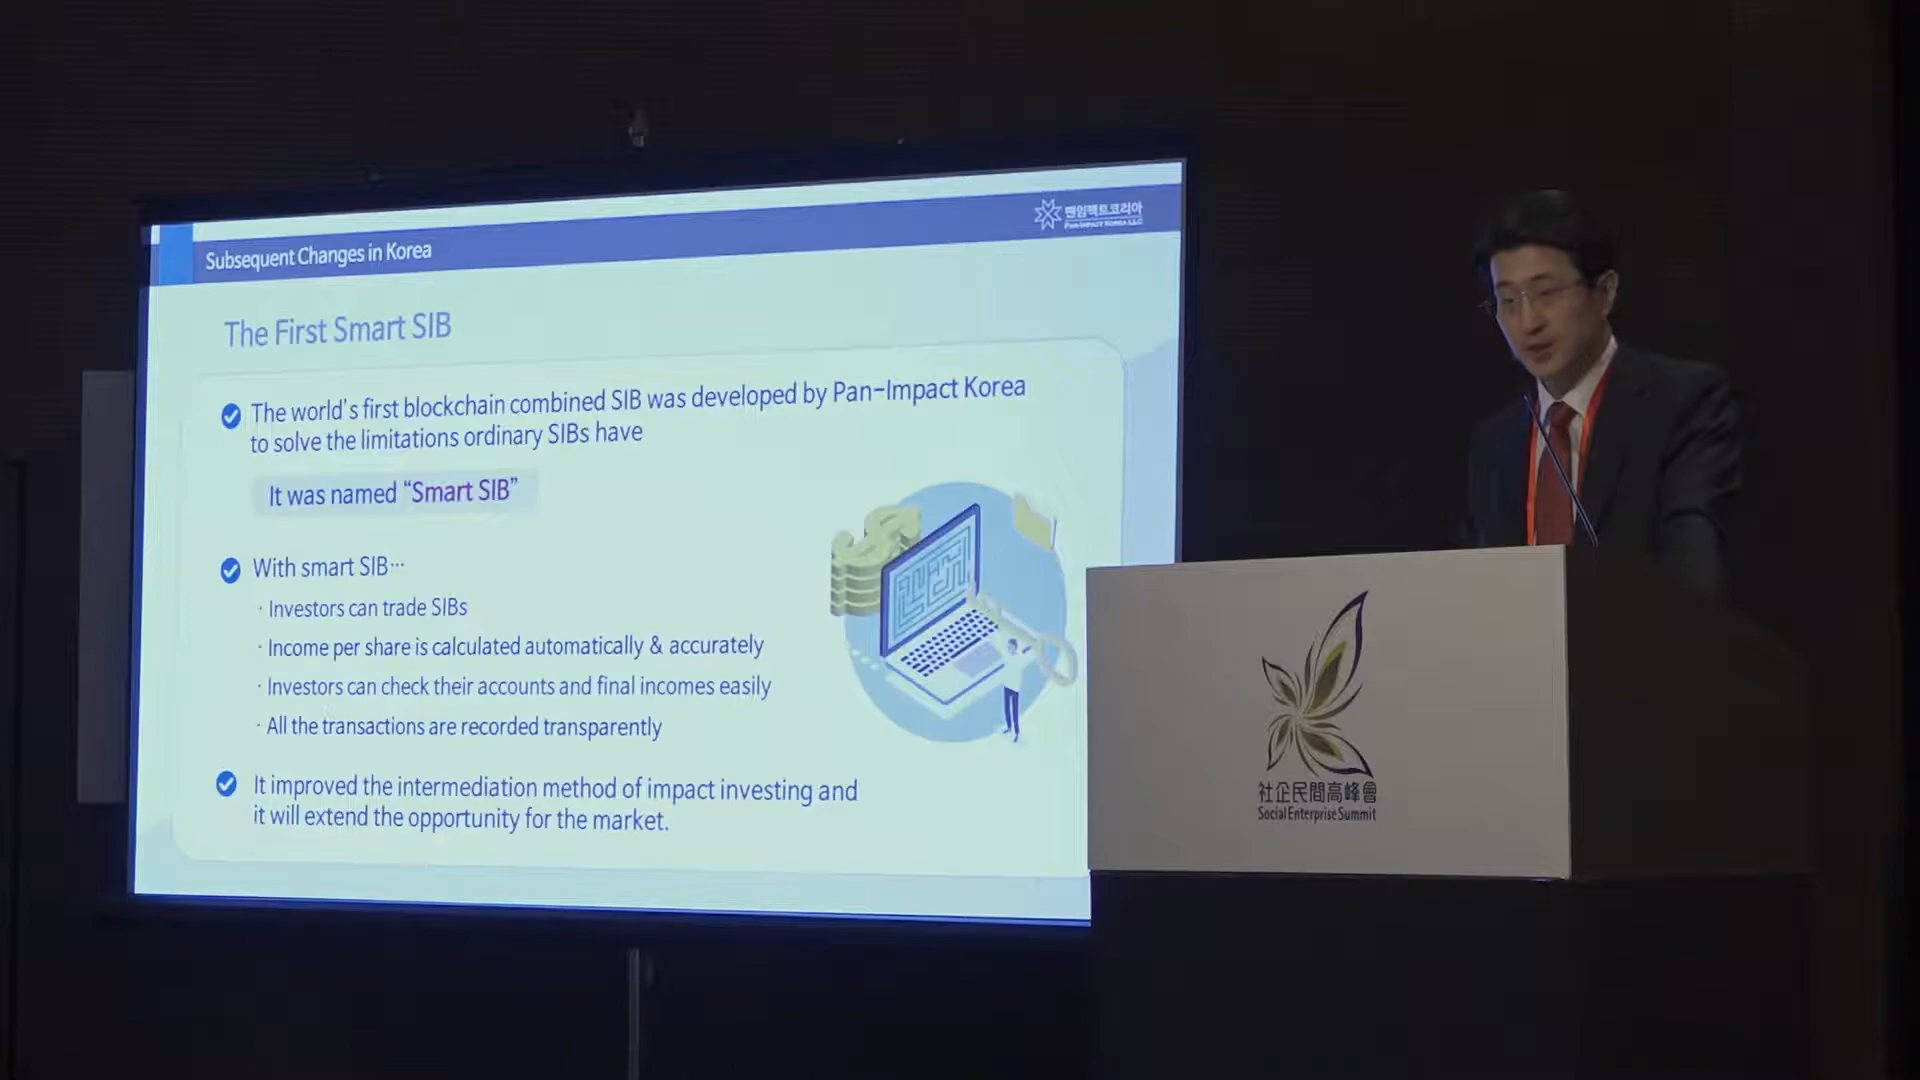 Subsequent Changes in Korea
팬임팩트코리아
PAN-IMPACT KOREA LLC
The First Smart SIB
The world's first blockchain combined SIB was developed by Pan-Impact Korea
to solve the limitations ordinary SIBs have
It was named “Smart SIB”
With smart SIB…
· Investors can trade SIBs
· Income per share is calculated automatically & accurately
· Investors can check their accounts and final incomes easily
· All the transactions are recorded transparently
It improved the intermediation method of impact investing and
it will extend the opportunity for the market.
社企民間高峰會
Social Enterprise Summit